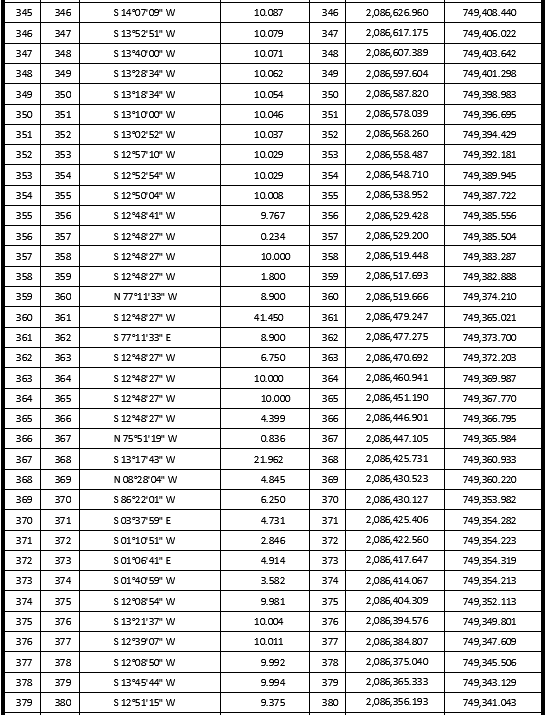 345 346 S 14°07'09" W 10.087 346 2,086,626.960 749,408.440
346 347 S 13°52'51" W 10.079 347 2,086,617.175 749,406.022
347 348 S 13°40'00" W 10.071 348 2,086,607.389 749,403.642
348 349 S 13°28'34" W 10.062 349 2,086,597.604 749,401.298
349 350 S 13°18'34" W 10.054 350 2,086,587.820 749,398.983
350 351 S 13°10'00" W 10.046 351 2,086,578.039 749,396.695
351 352 S 13°02'52" W 10.037 352 2,086,568.260 749,394.429
352 353 S 12°57'10" W 10.029 353 2,086,558.487 749,392.181
353 354 S 12°52'54" W 10.029 354 2,086,548.710 749,389.945
354 355 S 12°50'04" W 10.008 355 2,086,538.952 749,387.722
355 356 S 12°48'41" W 9.767 356 2,086,529.428 749,385.556
356 357 S 12°48'27" W 0.234 357 2,086,529.200 749,385.504
357 358 S 12°48'27" W 10.000 358 2,086,519.448 749,383.287
358 359 S 12°48'27" W 1.800 359 2,086,517.693 749,382.888
359 360 N 77°11'33" W 8.900 360 2,086,519.666 749,374.210
360 361 S 12°48'27" W 41.450 361 2,086,479.247 749,365.021
361 362 S 77°11'33" E 8.900 362 2,086,477.275 749,373.700
362 363 S 12°48'27" W 6.750 363 2,086,470.692 749,372.203
363 364 S 12°48'27" W 10.000 364 2,086,460.941 749,369.987
364 365 S 12°48'27" W 10.000 365 2,086,451.190 749,367.770
365 366 S 12°48'27" W 4.399 366 2,086,446.901 749,366.795
366 367 N 75°51'19" W 0.836 367 2,086,447.105 749,365.984
367 368 S 13°17'43" W 21.962 368 2,086,425.731 749,360.933
368 369 N 08°28'04" W 4.845 369 2,086,430.523 749,360.220
369 370 S 86°22'01" W 6.250 370 2,086,430.127 749,353.982
370 371 S 03°37'59" E 4.731 371 2,086,425.406 749,354.282
371 372 S 01°10'51" W 2.846 372 2,086,422.560 749,354.223
372 373 S 01°06'41" E 4.914 373 2,086,417.647 749,354.319
373 374 S 01°40'59" W 3.582 374 2,086,414.067 749,354.213
374 375 S 12°08'54" W 9.981 375 2,086,404.309 749,352.113
375 376 S 13°21'37" W 10.004 376 2,086,394.576 749,349.801
376 377 S 12°39'07" W 10.011 377 2,086,384.807 749,347.609
377 378 S 12°08'50" W 9.992 378 2,086,375.040 749,345.506
378 379 S 13°45'44" W 9.994 379 2,086,365.333 749,343.129
379 380 S 12°51'15" W 9.375 380 2,086,356.193 749,341.043